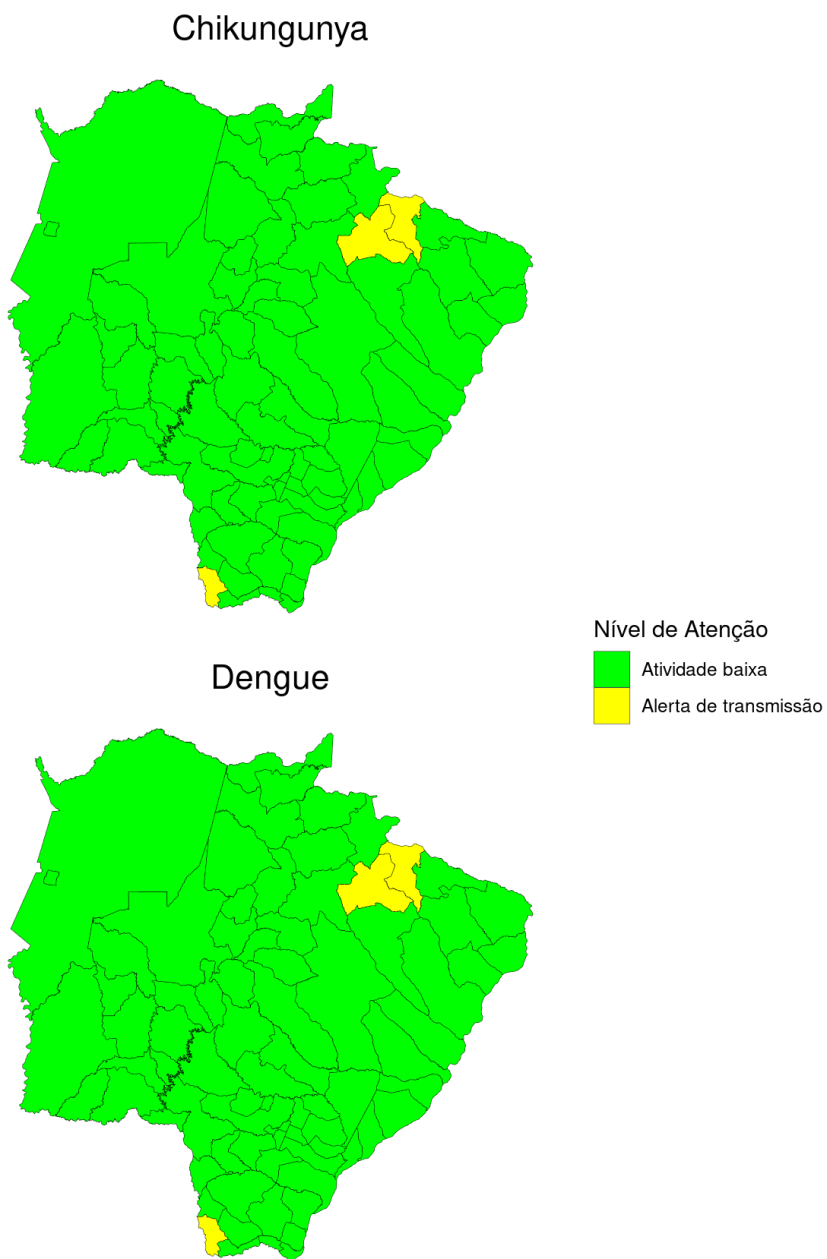 Chikungunya
Nível de Atenção
Atividade baixa
Alerta de transmissão
Dengue